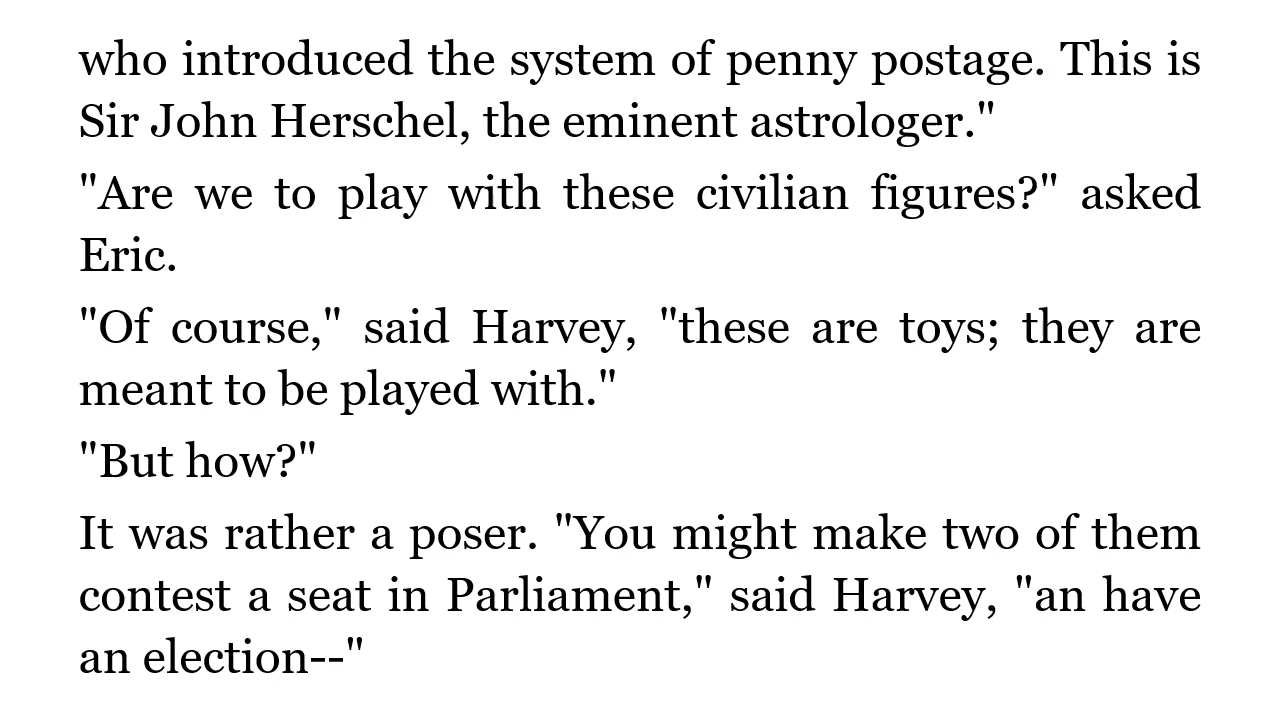 who introduced the system of penny postage. This is
Sir John Herschel, the eminent astrologer."
"Are we to play with these civilian figures?" asked
Eric.
"Of course," said Harvey, "these are toys; they are
meant to be played with."
"But how?"
It was rather a poser. "You might make two of them
contest a seat in Parliament," said Harvey, "an have
an election--"